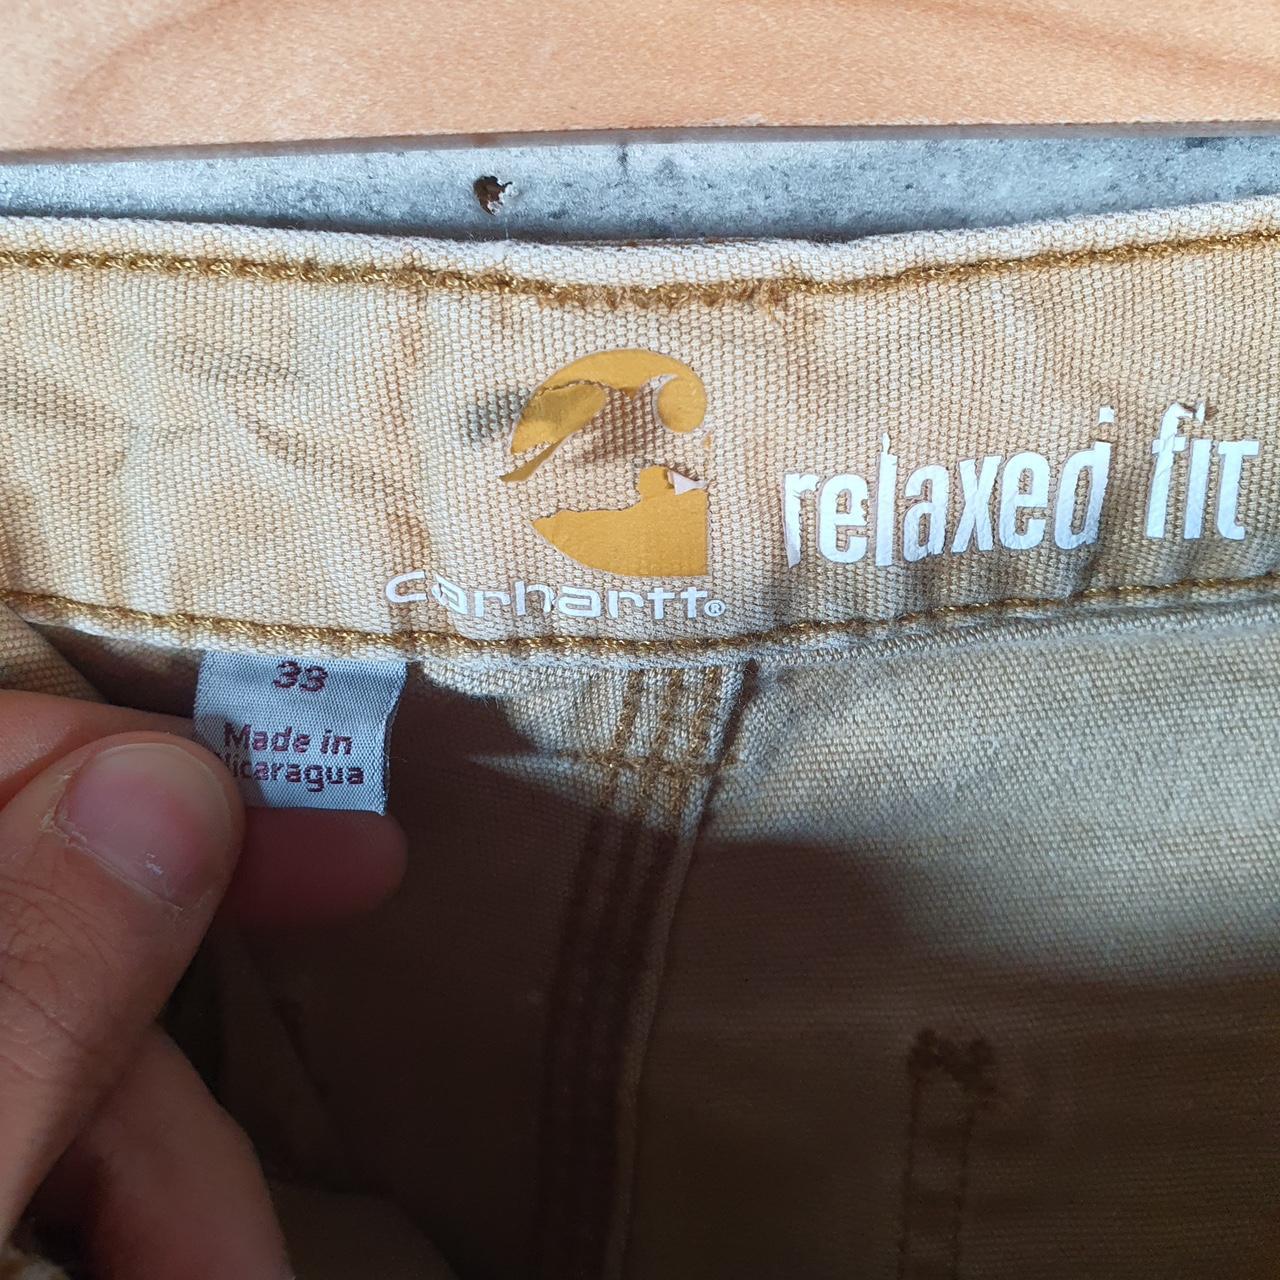 relaxed fit
carhartt®
33
Made in
Nicaragua